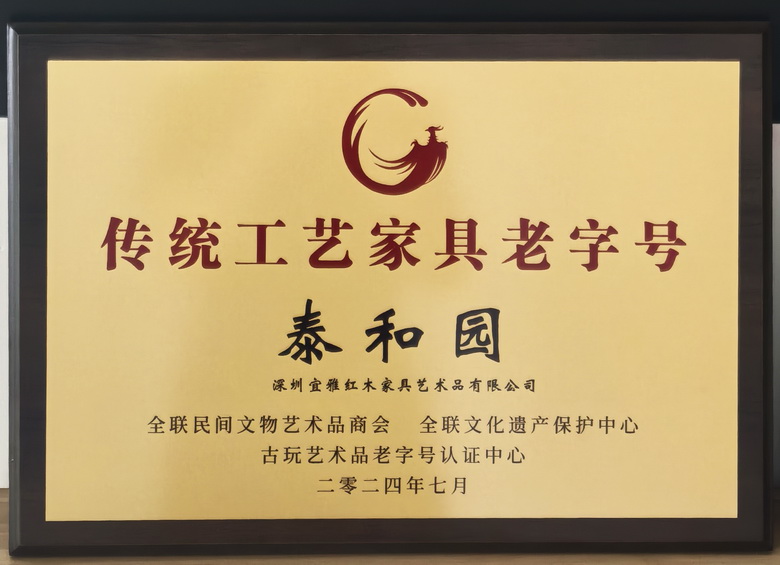 传统工艺家具老字号
泰和园
深圳宜雅红木家具艺术品有限公司
全联民间文物艺术品商会 全联文化遗产保护中心
古玩艺术品老字号认证中心
二零二四年七月